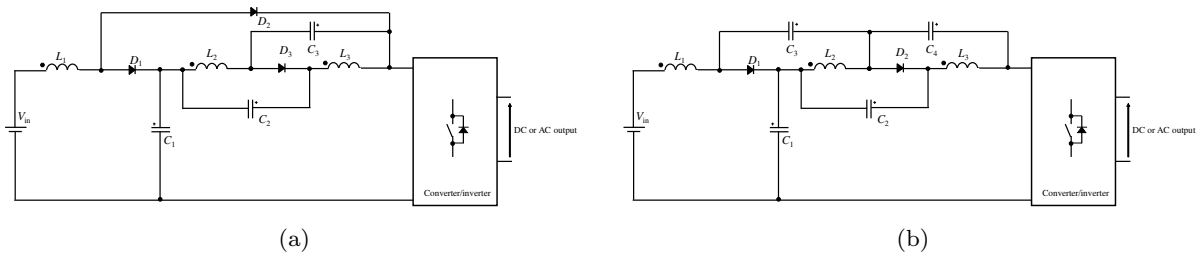 D2
C3
L1
D1
L2
D3
L3
Vin
C2
C1
DC or AC output
Converter/inverter
(a)
C3
C4
L1
D1
L2
D2
L3
Vin
C2
C1
DC or AC output
Converter/inverter
(b)